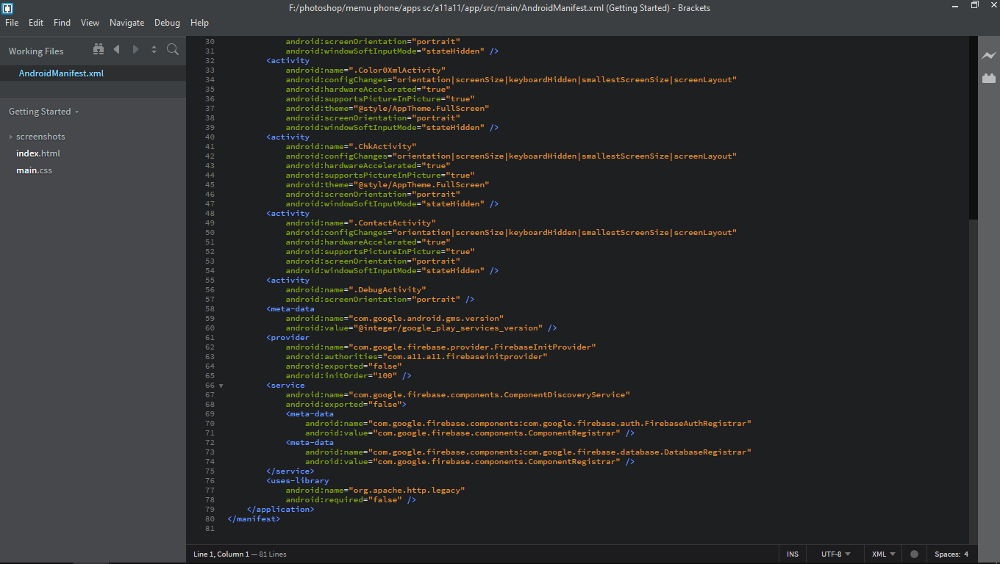 F:/photoshop/memu phone/apps sc/a11a11/app/src/main/AndroidManifest.xml (Getting Started) - Brackets
File Edit Find View Navigate Debug Help
Working Files
AndroidManifest.xml
Getting Started
screenshots
index.html
main.css
30 android:screenOrientation="portrait"
31 android:windowSoftInputMode="stateHidden" />
32 <activity
33 android:name=".Color0XmlActivity"
34 android:configChanges="orientation|screenSize|keyboardHidden|smallestScreenSize|screenLayout"
35 android:hardwareAccelerated="true"
36 android:supportsPictureInPicture="true"
37 android:theme="@style/AppTheme.FullScreen"
38 android:screenOrientation="portrait"
39 android:windowSoftInputMode="stateHidden" />
40 <activity
41 android:name=".ChkActivity"
42 android:configChanges="orientation|screenSize|keyboardHidden|smallestScreenSize|screenLayout"
43 android:hardwareAccelerated="true"
44 android:supportsPictureInPicture="true"
45 android:theme="@style/AppTheme.FullScreen"
46 android:screenOrientation="portrait"
47 android:windowSoftInputMode="stateHidden" />
48 <activity
49 android:name=".ContactActivity"
50 android:configChanges="orientation|screenSize|keyboardHidden|smallestScreenSize|screenLayout"
51 android:hardwareAccelerated="true"
52 android:supportsPictureInPicture="true"
53 android:screenOrientation="portrait"
54 android:windowSoftInputMode="stateHidden" />
55 <activity
56 android:name=".DebugActivity"
57 android:screenOrientation="portrait" />
58 <meta-data
59 android:name="com.google.android.gms.version"
60 android:value="@integer/google_play_services_version" />
61 <provider
62 android:name="com.google.firebase.provider.FirebaseInitProvider"
63 android:authorities="com.a11.a11.firebaseinitprovider"
64 android:exported="false"
65 android:initOrder="100" />
66 <service
67 android:name="com.google.firebase.components.ComponentDiscoveryService"
68 android:exported="false">
69 <meta-data
70 android:name="com.google.firebase.components:com.google.firebase.auth.FirebaseAuthRegistrar"
71 android:value="com.google.firebase.components.ComponentRegistrar" />
72 <meta-data
73 android:name="com.google.firebase.components:com.google.firebase.database.DatabaseRegistrar"
74 android:value="com.google.firebase.components.ComponentRegistrar" />
75 </service>
76 <uses-library
77 android:name="org.apache.http.legacy"
78 android:required="false" />
79 </application>
80 </manifest>
81
Line 1, Column 1 — 81 Lines INS UTF-8 XML Spaces: 4